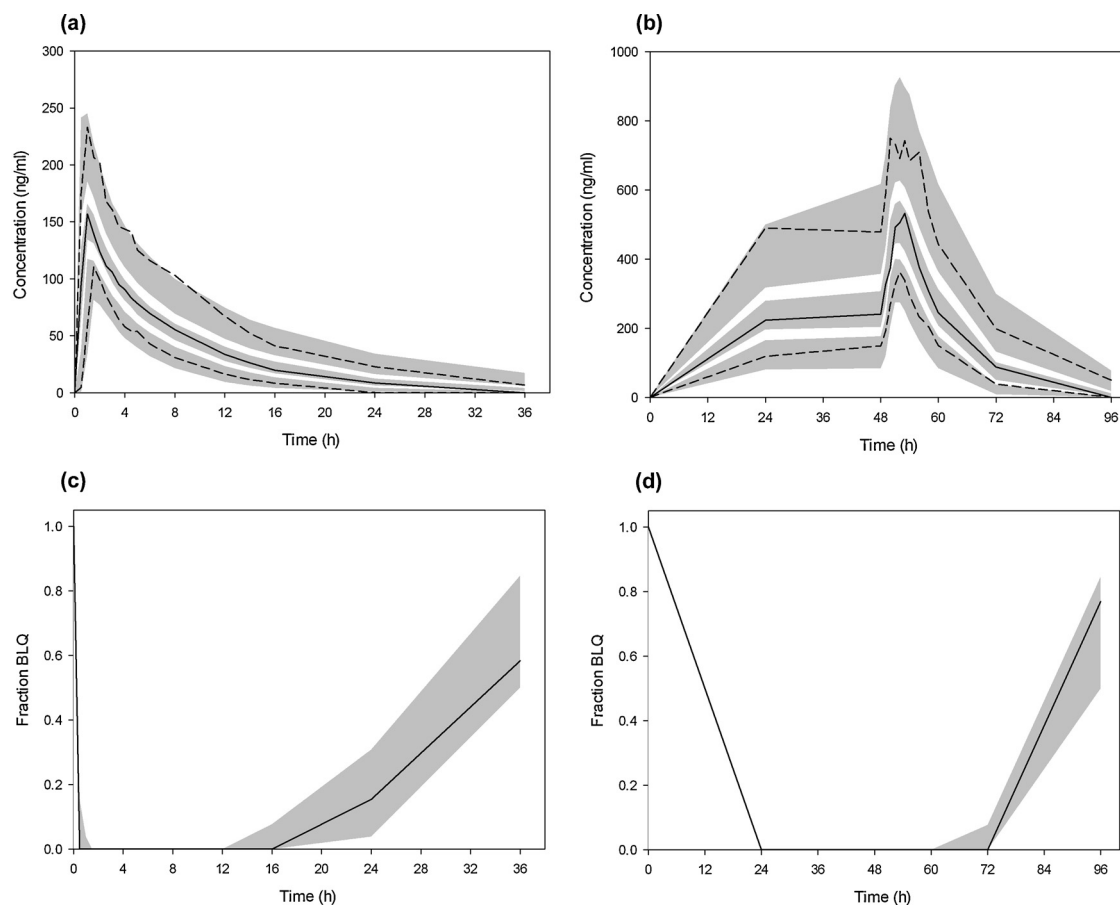 (a)
300
250
200
150
100
50
0
Concentration (ng/ml)
0 4 8 12 16 20 24 28 32 36
Time (h)
(b)
1000
800
600
400
200
0
Concentration (ng/ml)
0 12 24 36 48 60 72 84 96
Time (h)
(c)
1.0
0.8
0.6
0.4
0.2
0.0
Fraction BLQ
0 4 8 12 16 20 24 28 32 36
Time (h)
(d)
1.0
0.8
0.6
0.4
0.2
0.0
Fraction BLQ
0 12 24 36 48 60 72 84 96
Time (h)